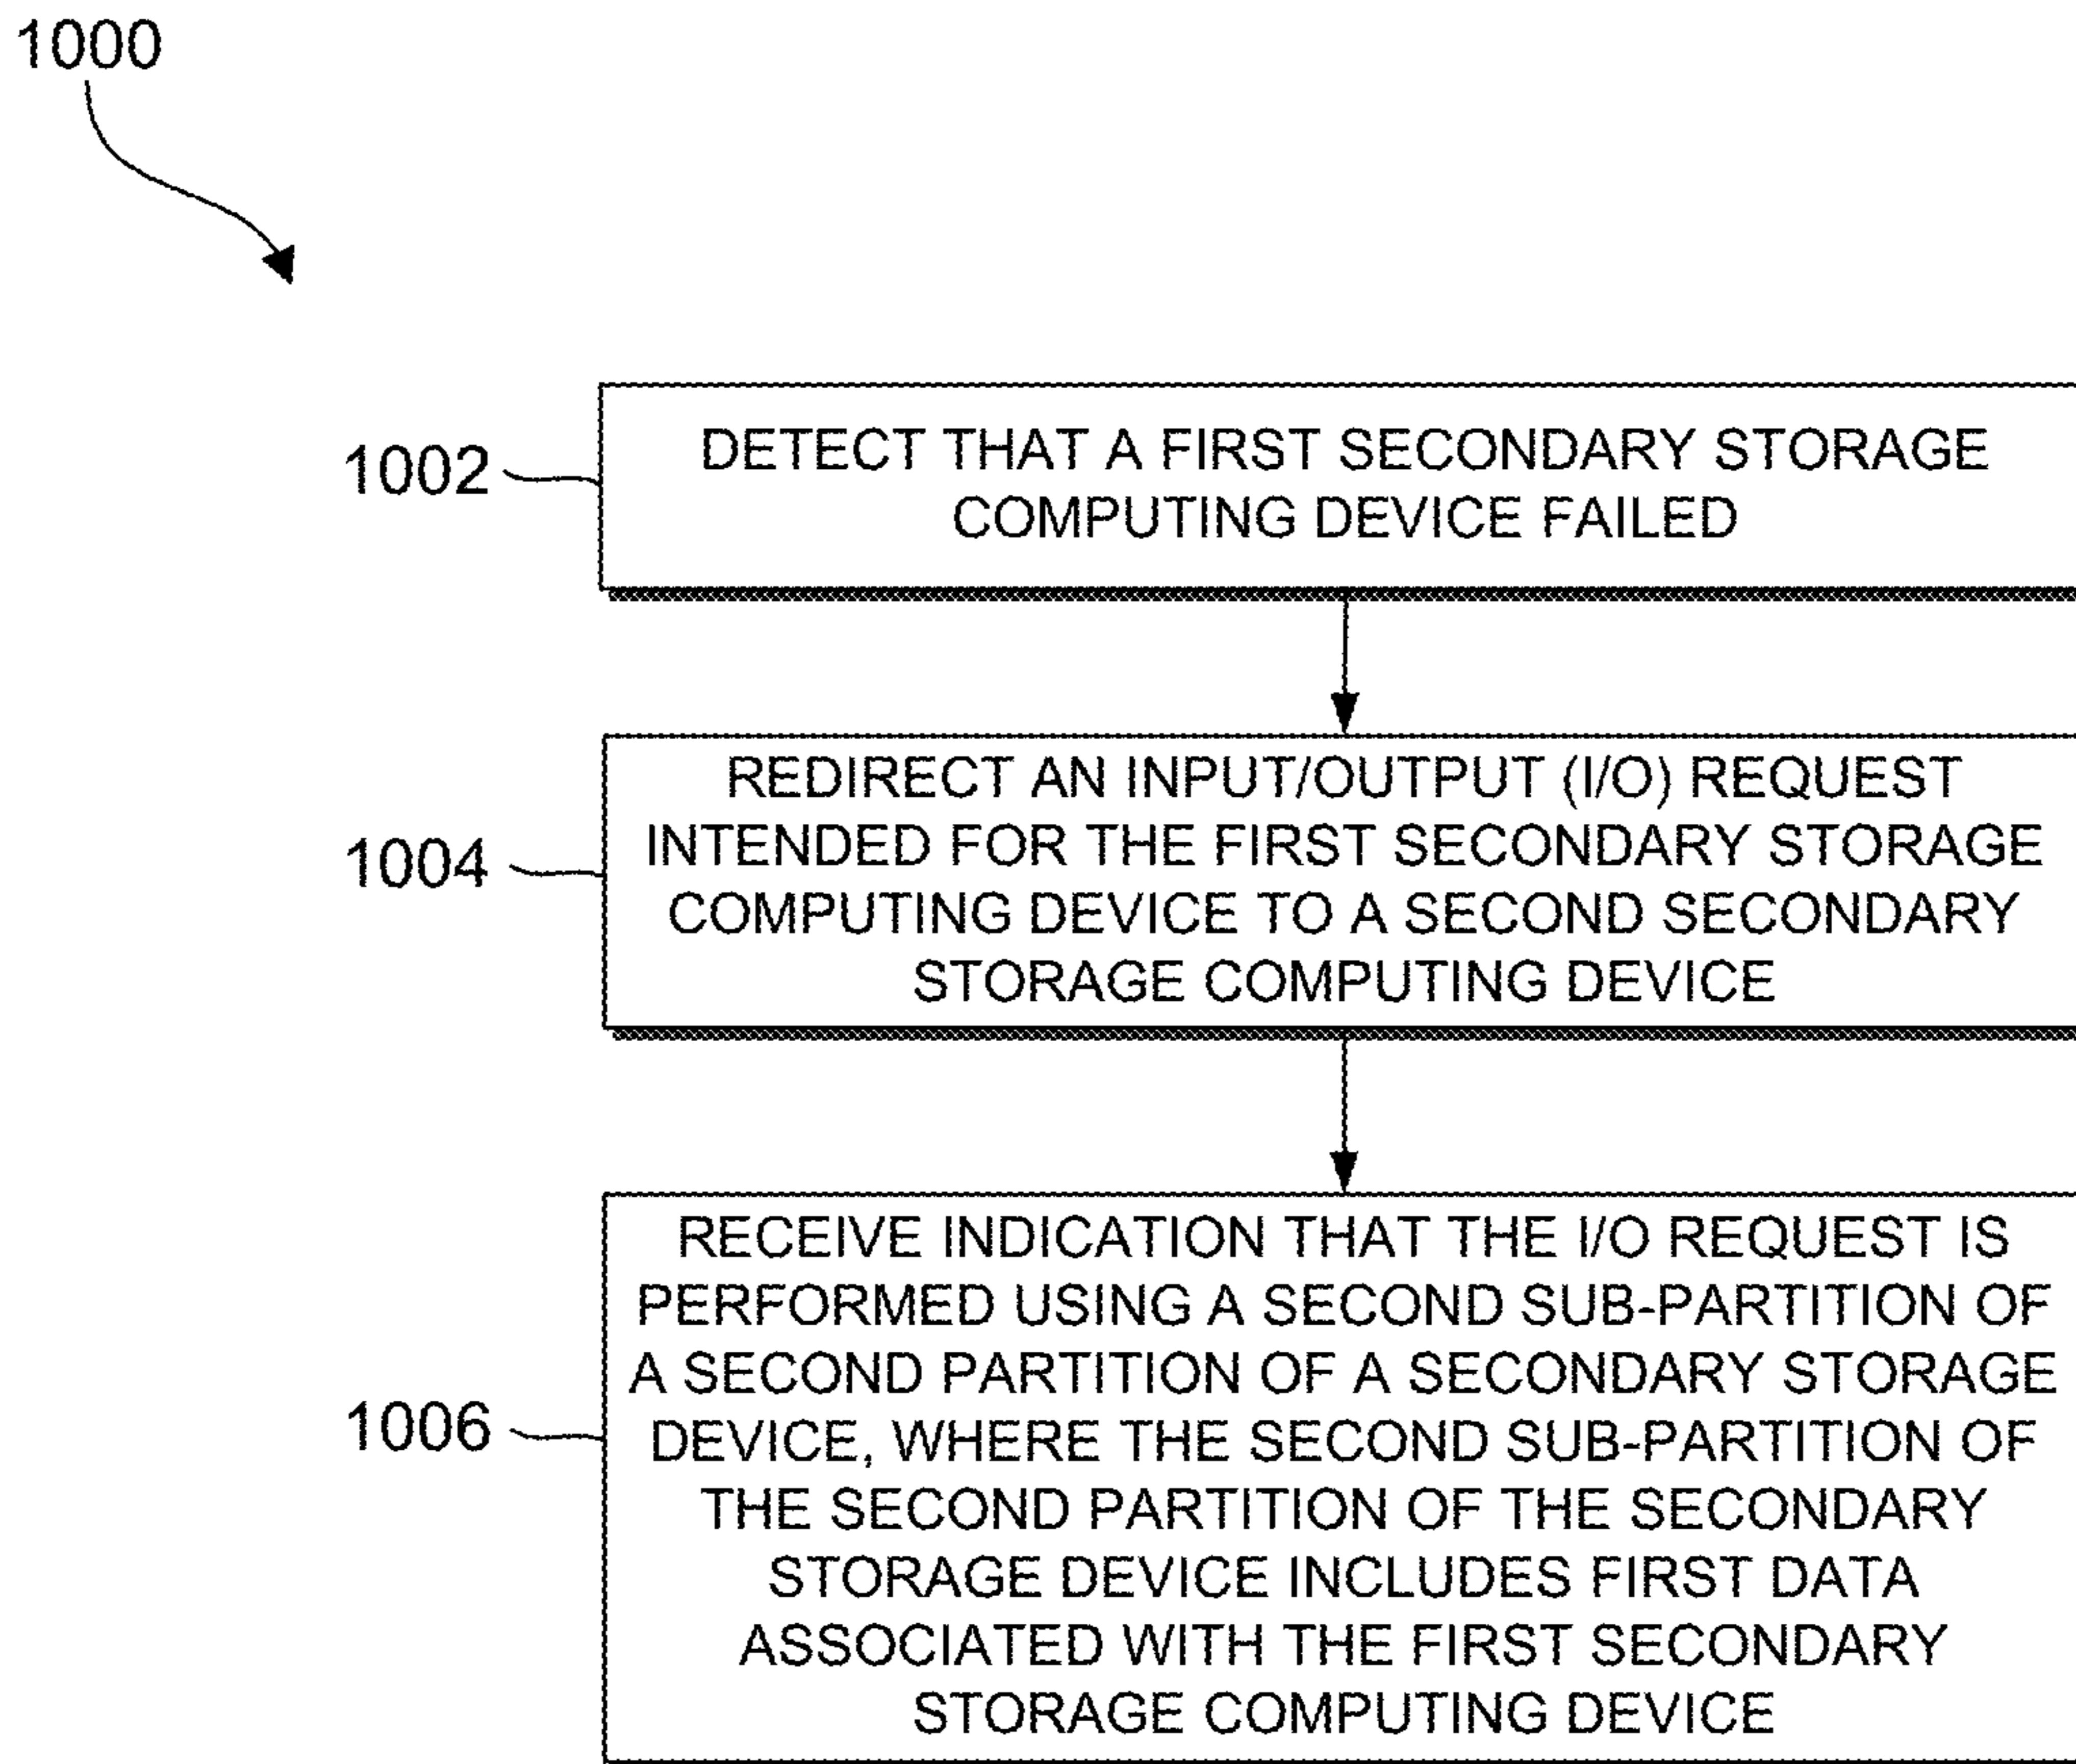 1000
1002
DETECT THAT A FIRST SECONDARY STORAGE
COMPUTING DEVICE FAILED
1004
REDIRECT AN INPUT/OUTPUT (I/O) REQUEST
INTENDED FOR THE FIRST SECONDARY STORAGE
COMPUTING DEVICE TO A SECOND SECONDARY
STORAGE COMPUTING DEVICE
1006
RECEIVE INDICATION THAT THE I/O REQUEST IS
PERFORMED USING A SECOND SUB-PARTITION OF
A SECOND PARTITION OF A SECONDARY STORAGE
DEVICE, WHERE THE SECOND SUB-PARTITION OF
THE SECOND PARTITION OF THE SECONDARY
STORAGE DEVICE INCLUDES FIRST DATA
ASSOCIATED WITH THE FIRST SECONDARY
STORAGE COMPUTING DEVICE